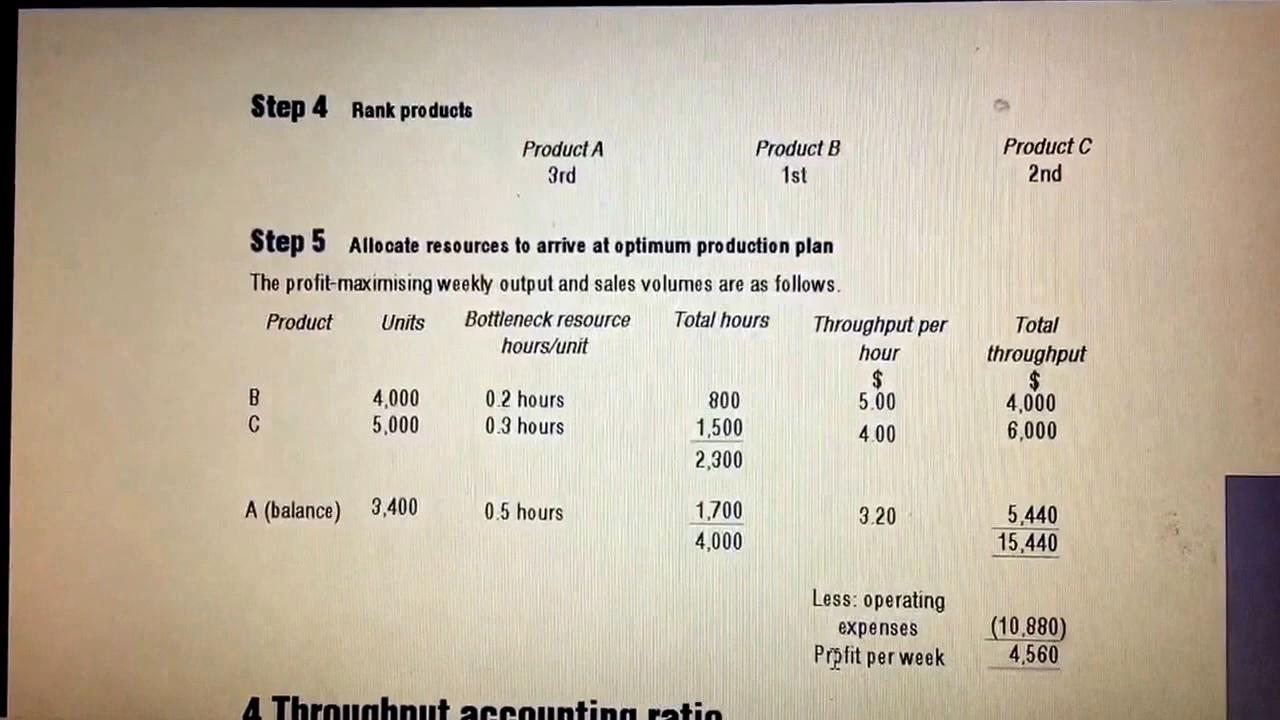 Step 4 Rank products
Product A Product B Product C
3rd 1st 2nd
Step 5 Allocate resources to arrive at optimum production plan
The profit-maximising weekly output and sales volumes are as follows.
Product Units Bottleneck resource Total hours Throughput per Total
hours/unit hour throughput
$ $
B 4,000 0.2 hours 800 5.00 4,000
C 5,000 0.3 hours 1,500 4.00 6,000
2,300
A (balance) 3,400 0.5 hours 1,700 3.20 5,440
4,000 15,440
Less: operating
expenses (10,880)
Profit per week 4,560
4 Throughput accounting ratio